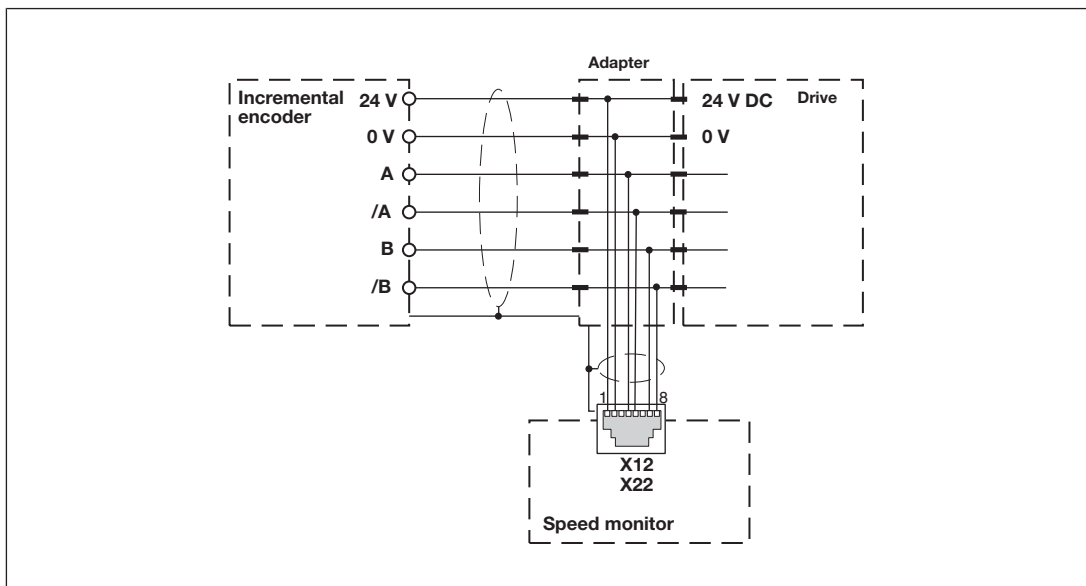 Adapter
Incremental
encoder
24 V
0 V
A
/A
B
/B
24 V DC
Drive
0 V
1
8
X12
X22
Speed monitor